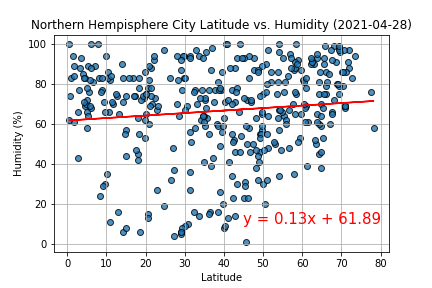 Northern Hempisphere City Latitude vs. Humidity (2021-04-28)
100
80
60
40
20
0
Humidity (%)
y = 0.13x + 61.89
0 10 20 30 40 50 60 70 80
Latitude